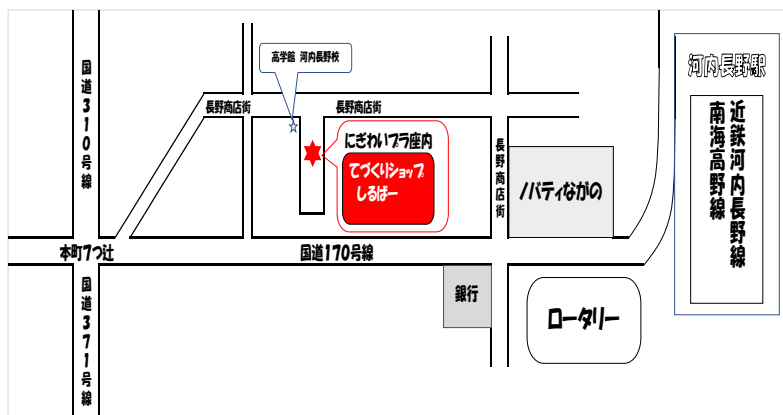 高学館 河内長野校
河内長野駅
国道310号線
長野商店街
長野商店街
近鉄河内長野線
南海高野線
にぎわいプラ座内
てづくりショップ
しるばー
長野商店街
ノバティながの
本町7つ辻
国道170号線
国道371号線
銀行
ロータリー